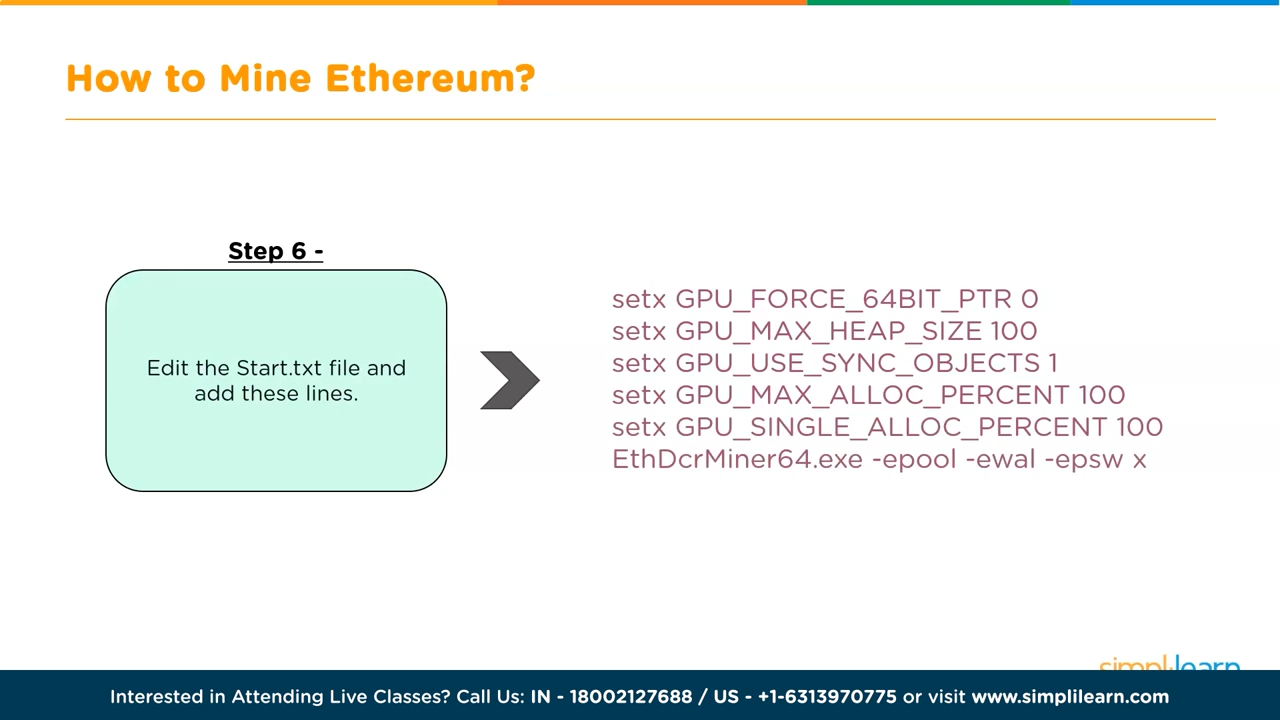 How to Mine Ethereum?
Step 6 -
Edit the Start.txt file and
add these lines.
setx GPU_FORCE_64BIT_PTR 0
setx GPU_MAX_HEAP_SIZE 100
setx GPU_USE_SYNC_OBJECTS 1
setx GPU_MAX_ALLOC_PERCENT 100
setx GPU_SINGLE_ALLOC_PERCENT 100
EthDcrMiner64.exe -epool -ewal -epsw x
simplilearn
Interested in Attending Live Classes? Call Us: IN - 18002127688 / US - +1-6313970775 or visit www.simplilearn.com